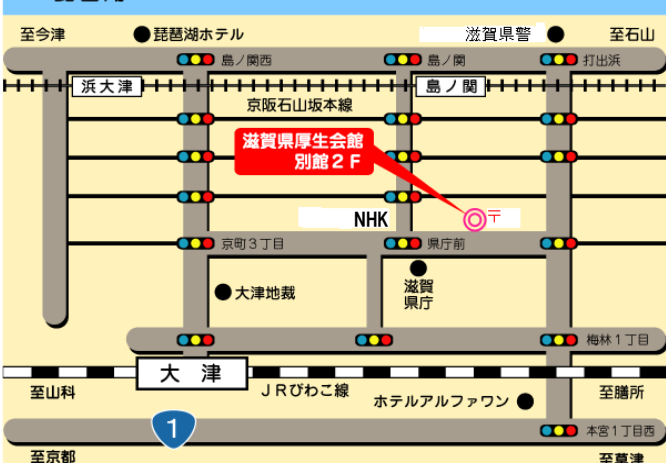 至今津
琵琶湖ホテル
滋賀県警
至石山
島ノ関西
島ノ関
打出浜
浜大津
島ノ関
京阪石山坂本線
滋賀県厚生会館
別館2F
NHK
〒
京町3丁目
県庁前
大津地裁
滋賀
県庁
梅林1丁目
大津
至山科
JRびわこ線
ホテルアルファワン
至膳所
1
本宮1丁目西
至京都
至草津